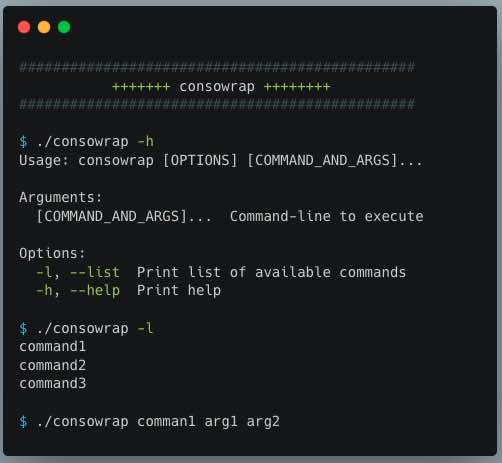 ###############################################
+++++++ consowrap ++++++++
###############################################
$ ./consowrap -h
Usage: consowrap [OPTIONS] [COMMAND_AND_ARGS]...
Arguments:
[COMMAND_AND_ARGS]...  Command-line to execute
Options:
-l, --list  Print list of available commands
-h, --help  Print help
$ ./consowrap -l
command1
command2
command3
$ ./consowrap comman1 arg1 arg2